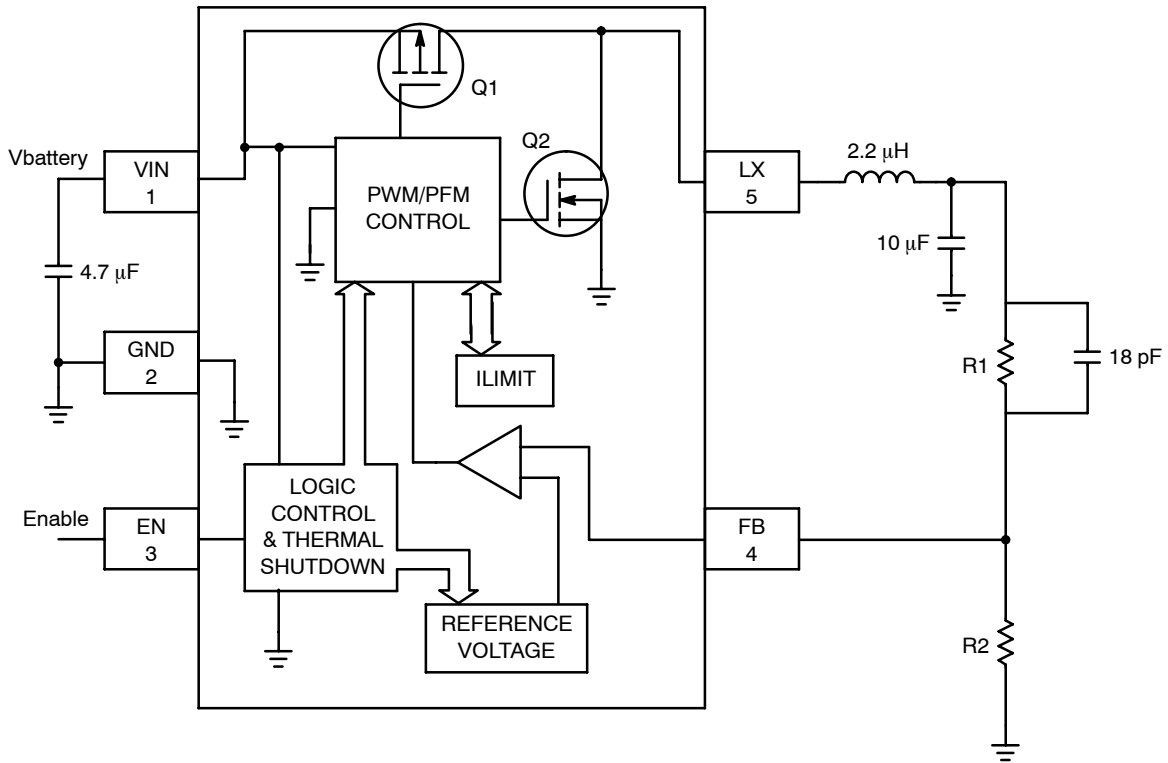 Q1
Q2
Vbattery
VIN
1
PWM/PFM
CONTROL
LX
5
2.2 μH
10 μF
4.7 μF
GND
2
ILIMIT
R1
18 pF
LOGIC
CONTROL
& THERMAL
SHUTDOWN
Enable
EN
3
FB
4
REFERENCE
VOLTAGE
R2